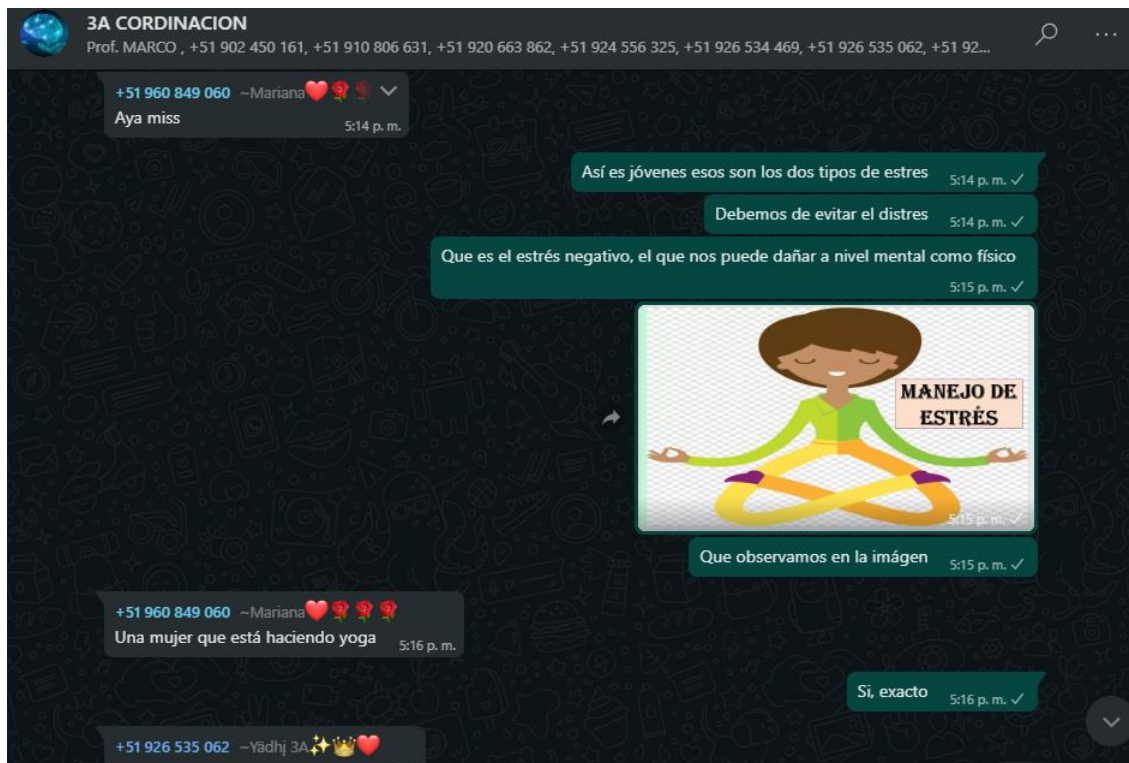 3A CORDINACION
Prof. MARCO , +51 902 450 161, +51 910 806 631, +51 920 663 862, +51 924 556 325, +51 926 534 469, +51 926 535 062, +51 92...
+51 960 849 060 ~Mariana❤️🌹🌹
Aya miss
5:14 p. m.
Así es jóvenes esos son los dos tipos de estres 5:14 p. m.
Debemos de evitar el distres 5:14 p. m.
Que es el estrés negativo, el que nos puede dañar a nivel mental como físico
5:15 p. m.
MANEJO DE
ESTRÉS
5:15 p. m.
Que observamos en la imágen 5:15 p. m.
+51 960 849 060 ~Mariana❤️🌹🌹🌹
Una mujer que está haciendo yoga 5:16 p. m.
Si, exacto 5:16 p. m.
+51 926 535 062 ~Yädhj 3A✨👑❤️